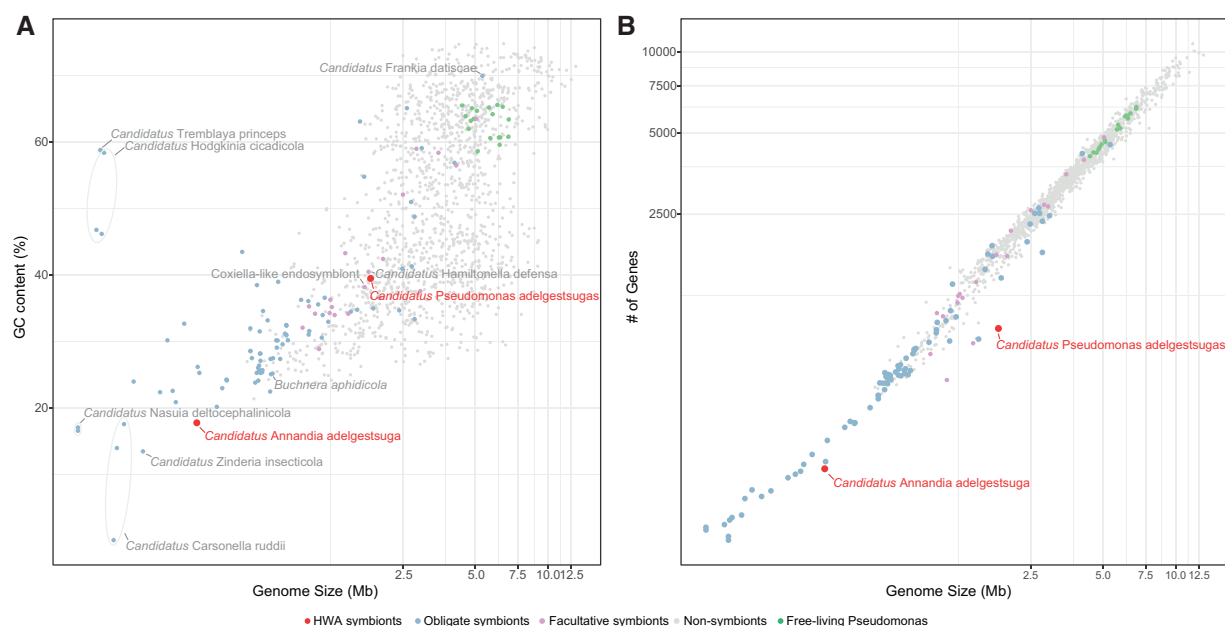 A
B
Candidatus Frankia datiscae
Candidatus Tremblaya princeps
Candidatus Hodgkinia cicadicola
Coxiella-like endosymbiont
Candidatus Hamiltonella defensa
Candidatus Pseudomonas adelgestsugas
Buchnera aphidicola
Candidatus Nasuia deltocephalinicola
Candidatus Annandia adelgestsuga
Candidatus Zinderia insecticola
Candidatus Carsonella ruddii
GC content (%)
60
40
20
2.5 5.0 7.5 10.0 12.5
Genome Size (Mb)
# of Genes
10000
7500
5000
2500
Candidatus Pseudomonas adelgestsugas
Candidatus Annandia adelgestsuga
2.5 5.0 7.5 10.0 12.5
Genome Size (Mb)
HWA symbionts Obligate symbionts Facultative symbionts Non-symbionts Free-living Pseudomonas